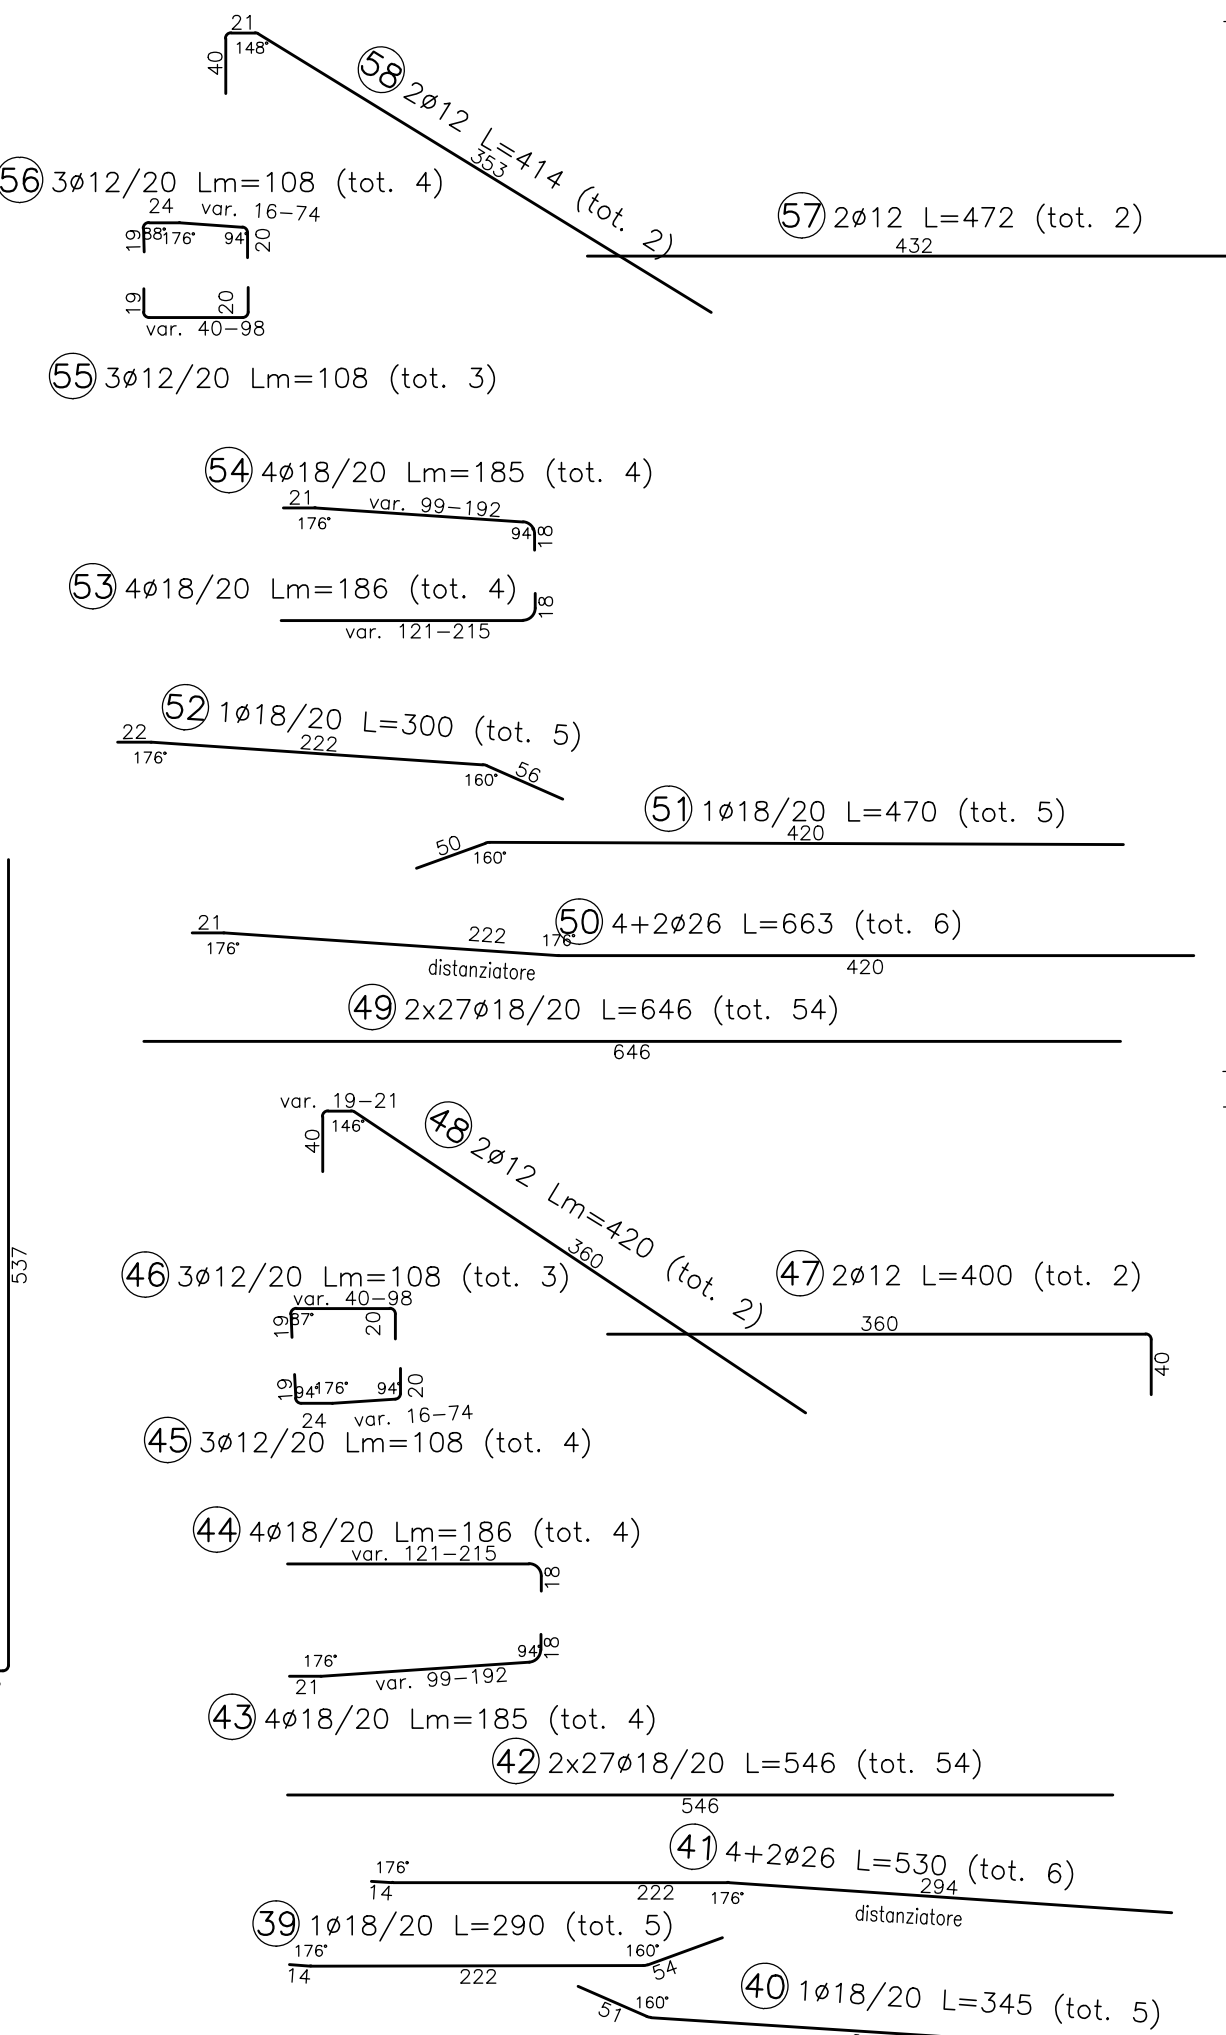 21
148°
40
58 2ø12 L=414 (tot. 2)
353
56 3ø12/20 Lm=108 (tot. 4)
24 var. 16-74
19 88° 176° 94° 20
57 2ø12 L=472 (tot. 2)
432
19 20
var. 40-98
55 3ø12/20 Lm=108 (tot. 3)
54 4ø18/20 Lm=185 (tot. 4)
21 var. 99-192
176° 94° 18
53 4ø18/20 Lm=186 (tot. 4)
18
var. 121-215
52 1ø18/20 L=300 (tot. 5)
22 222
176° 160° 56
51 1ø18/20 L=470 (tot. 5)
50 420
160°
50 4+2ø26 L=663 (tot. 6)
21 222 176°
176°
distanziatore 420
49 2x27ø18/20 L=646 (tot. 54)
646
var. 19-21
40 146°
48 2ø12 Lm=420 (tot. 2)
360
537
46 3ø12/20 Lm=108 (tot. 3)
var. 40-98
19 87° 20
47 2ø12 L=400 (tot. 2)
360
40
19 94° 176° 94° 20
24 var. 16-74
45 3ø12/20 Lm=108 (tot. 4)
44 4ø18/20 Lm=186 (tot. 4)
var. 121-215
18
176° 94° 18
21 var. 99-192
43 4ø18/20 Lm=185 (tot. 4)
42 2x27ø18/20 L=546 (tot. 54)
546
41 4+2ø26 L=530 (tot. 6)
176°
14 222 176° 294
distanziatore
39 1ø18/20 L=290 (tot. 5)
176° 160°
14 222 54
40 1ø18/20 L=345 (tot. 5)
51 160°